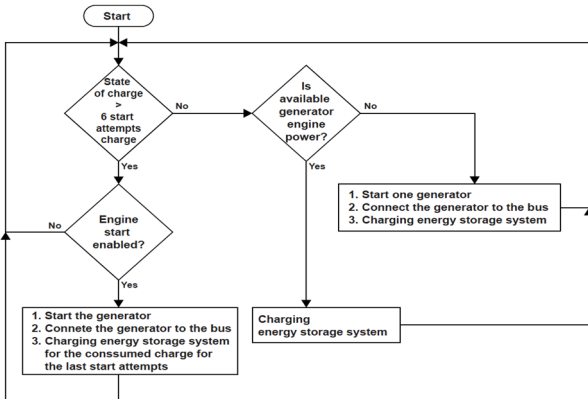 Start
State
of charge
>
6 start
attempts
charge
No
Is
available
generator
engine
power?
No
Yes
Yes
1. Start one generator
2. Connect the generator to the bus
3. Charging energy storage system
No
Engine
start
enabled?
Yes
1. Start the generator
2. Connete the generator to the bus
3. Charging energy storage system
for the conssumed charge for
the last start attempts
Charging
energy storage system